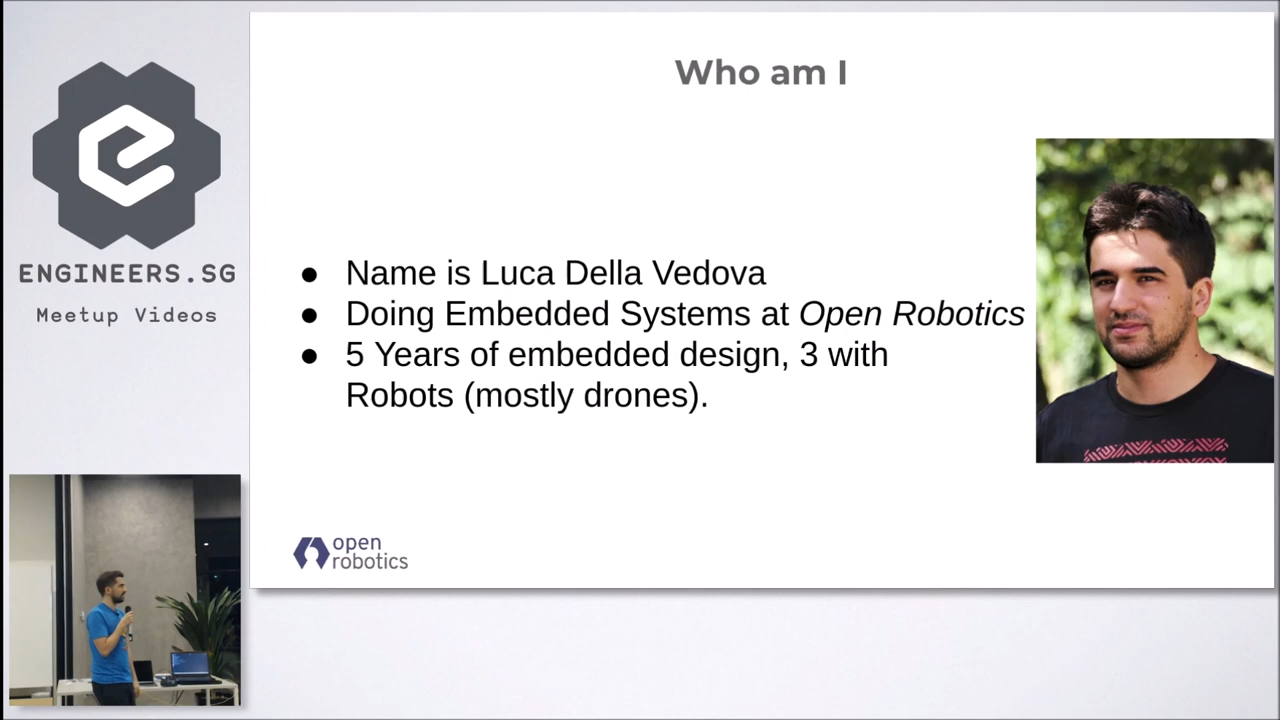 ENGINEERS.SG
Meetup Videos
Who am I
● Name is Luca Della Vedova
● Doing Embedded Systems at Open Robotics
● 5 Years of embedded design, 3 with
Robots (mostly drones).
open
robotics